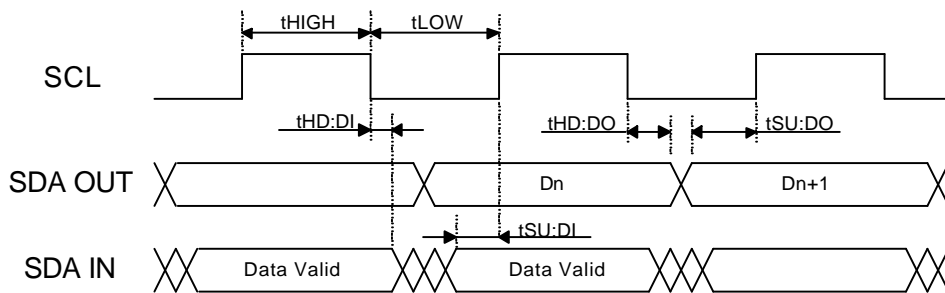 tHIGH tLOW
SCL
tHD:DI tHD:DO tSU:DO
SDA OUT Dn Dn+1
tSU:DI
SDA IN Data Valid Data Valid